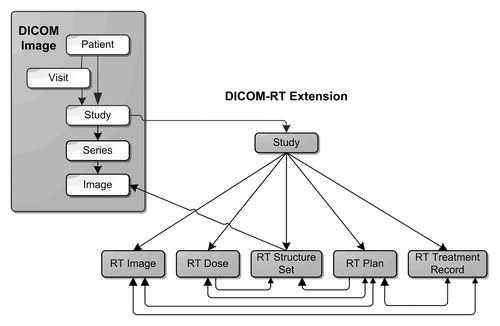 DICOM
Image
Patient
Visit
Study
Series
Image
DICOM-RT Extension
Study
RT Image
RT Dose
RT Structure
Set
RT Plan
RT Treatment
Record